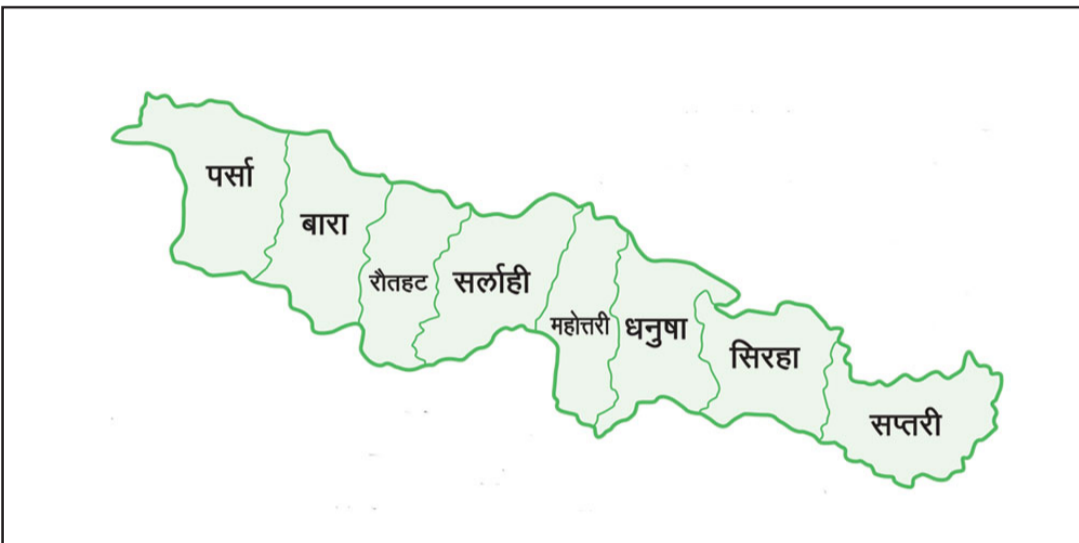 पर्सा
बारा
रौतहट
सर्लाही
महोत्तरी
धनुषा
सिरहा
सप्तरी